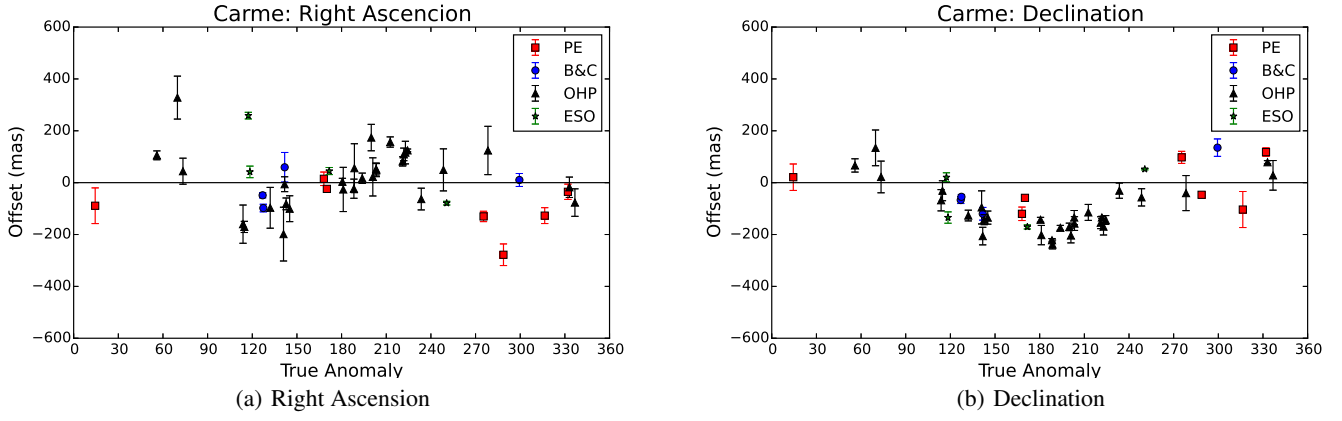 Carme: Right Ascencion
600
400
200
0
−200
−400
−600
Offset (mas)
PE
B&C
OHP
ESO
0 30 60 90 120 150 180 210 240 270 300 330 360
True Anomaly
(a) Right Ascension
Carme: Declination
600
400
200
0
−200
−400
−600
Offset (mas)
PE
B&C
OHP
ESO
0 30 60 90 120 150 180 210 240 270 300 330 360
True Anomaly
(b) Declination